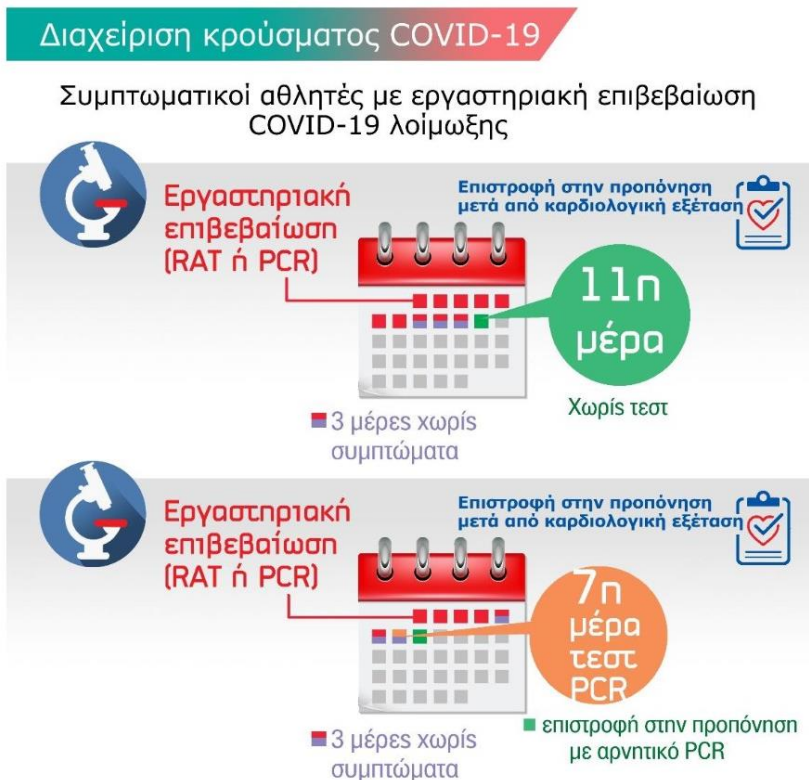 Διαχείριση κρούσματος COVID-19
Συμπτωματικοί αθλητές με εργαστηριακή επιβεβαίωση
COVID-19 λοίμωξης
Εργαστηριακή
επιβεβαίωση
(RAT ή PCR)
Επιστροφή στην προπόνηση
μετά από καρδιολογική εξέταση
11η
μέρα
Χωρίς τεστ
3 μέρες χωρίς
συμπτώματα
Εργαστηριακή
επιβεβαίωση
(RAT ή PCR)
Επιστροφή στην προπόνηση
μετά από καρδιολογική εξέταση
7η
μέρα
τεστ
PCR
3 μέρες χωρίς
συμπτώματα
επιστροφή στην προπόνηση
με αρνητικό PCR